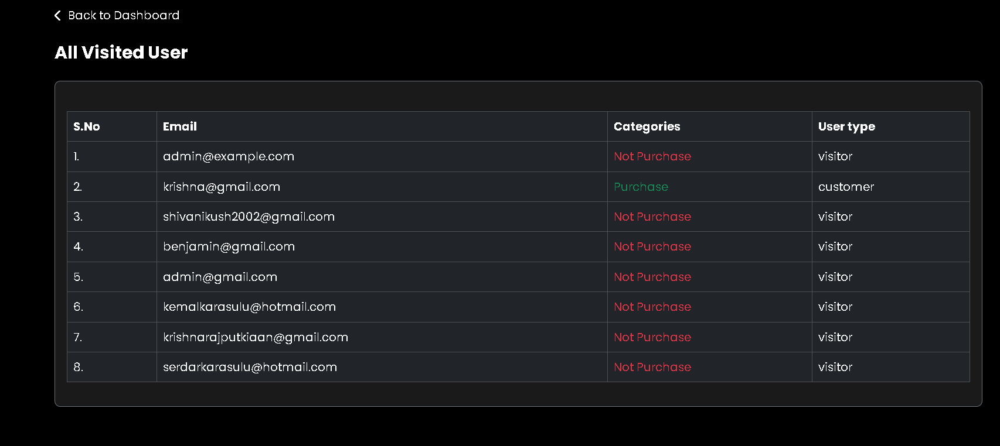 Back to Dashboard
All Visited User
S.No Email Categories User type
1. admin@example.com Not Purchase visitor
2. krishna@gmail.com Purchase customer
3. shivanikush2002@gmail.com Not Purchase visitor
4. benjamin@gmail.com Not Purchase visitor
5. admin@gmail.com Not Purchase visitor
6. kemalkarasulu@hotmail.com Not Purchase visitor
7. krishnarajputkiaan@gmail.com Not Purchase visitor
8. serdarkarasulu@hotmail.com Not Purchase visitor